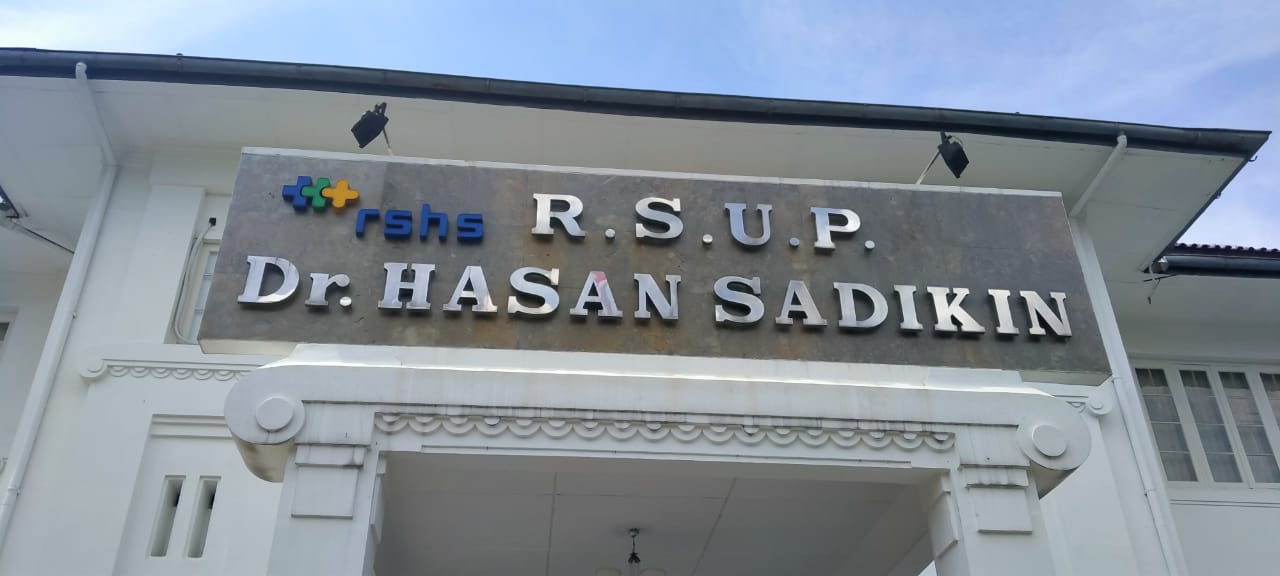 rshs R.S.U.P.
Dr. HASAN SADIKIN